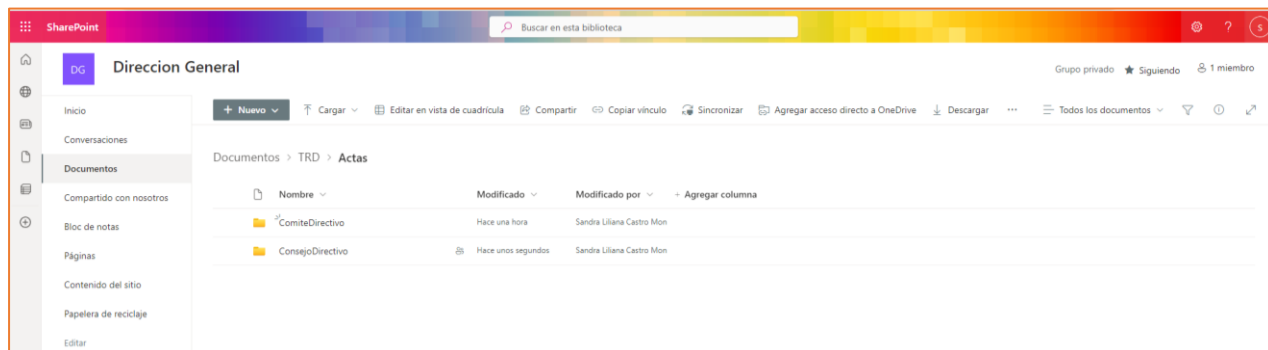 SharePoint
Buscar en esta biblioteca
?
S
DG
Direccion General
Grupo privado
Siguiendo
1 miembro
Inicio
Conversaciones
Documentos
Compartido con nosotros
Bloc de notas
Páginas
Contenido del sitio
Papelera de reciclaje
Editar
+ Nuevo
Cargar
Editar en vista de cuadrícula
Compartir
Copiar vínculo
Sincronizar
Agregar acceso directo a OneDrive
Descargar
···
Todos los documentos
Documentos > TRD > Actas
Nombre Modificado Modificado por + Agregar columna
ComiteDirectivo Hace una hora Sandra Liliana Castro Mon
ConsejoDirectivo Hace unos segundos Sandra Liliana Castro Mon